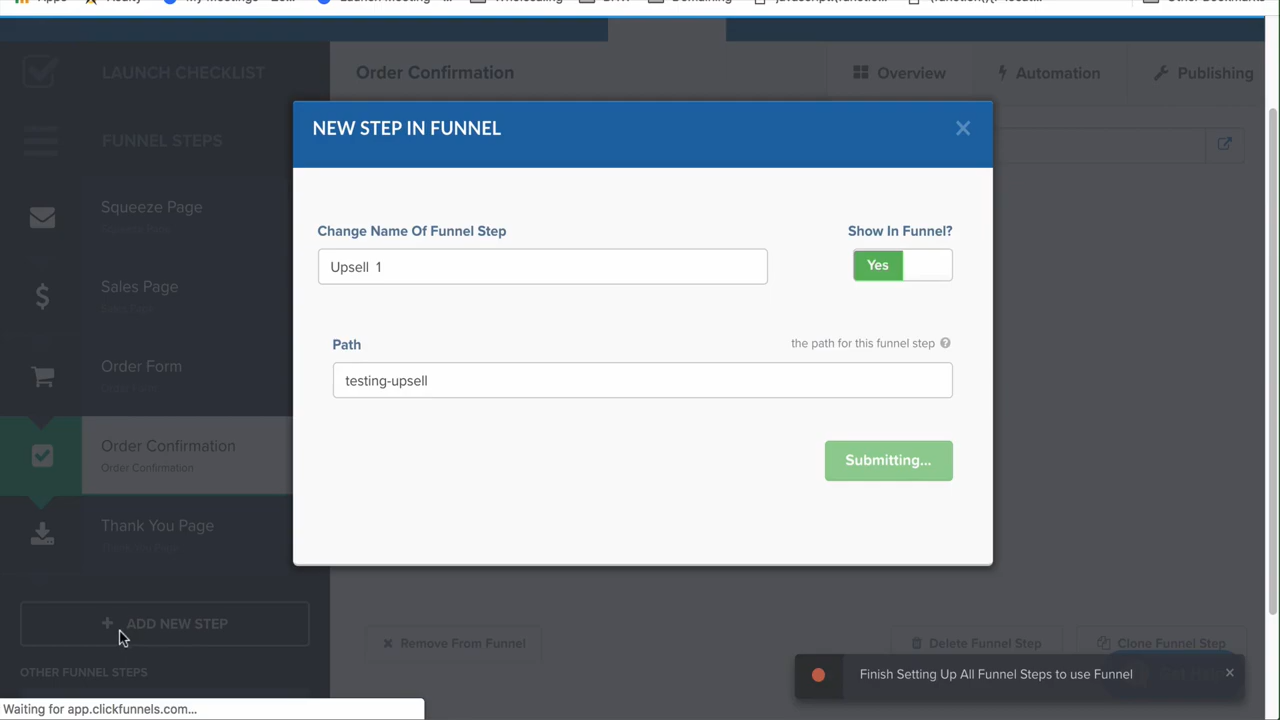 LAUNCH CHECKLIST
Order Confirmation
Overview
Automation
Publishing
NEW STEP IN FUNNEL
FUNNEL STEPS
Squeeze Page
Change Name Of Funnel Step
Show In Funnel?
Upsell 1
Yes
Sales Page
Path
the path for this funnel step
Order Form
testing-upsell
Order Confirmation
Order Confirmation
Submitting...
Thank You Page
Thank You Page
ADD NEW STEP
Remove From Funnel
Delete Funnel Step
Clone Funnel Step
OTHER FUNNEL STEPS
Finish Setting Up All Funnel Steps to use Funnel
Waiting for app.clickfunnels.com...